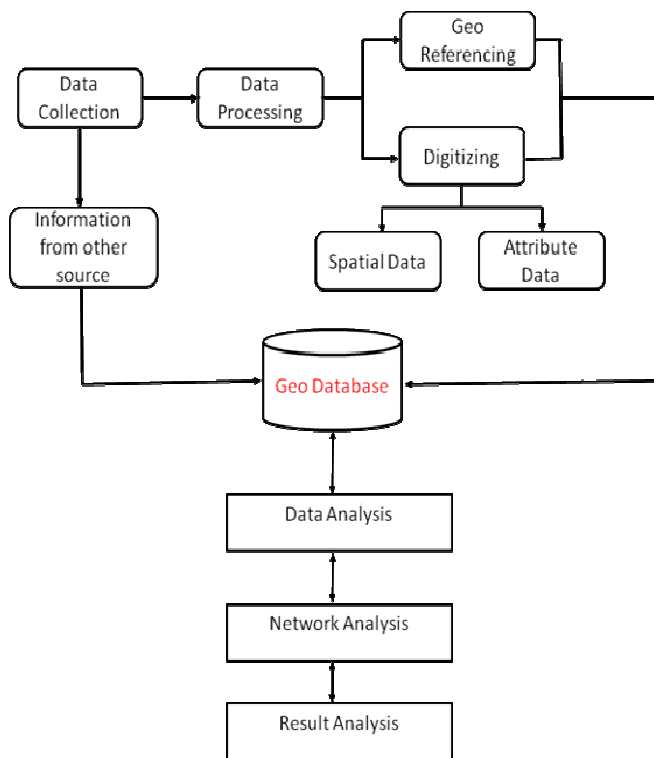 Geo
Referencing
Data
Collection
Data
Processing
Digitizing
Information
from other
source
Spatial Data
Attribute
Data
Geo Database
Data Analysis
Network Analysis
Result Analysis